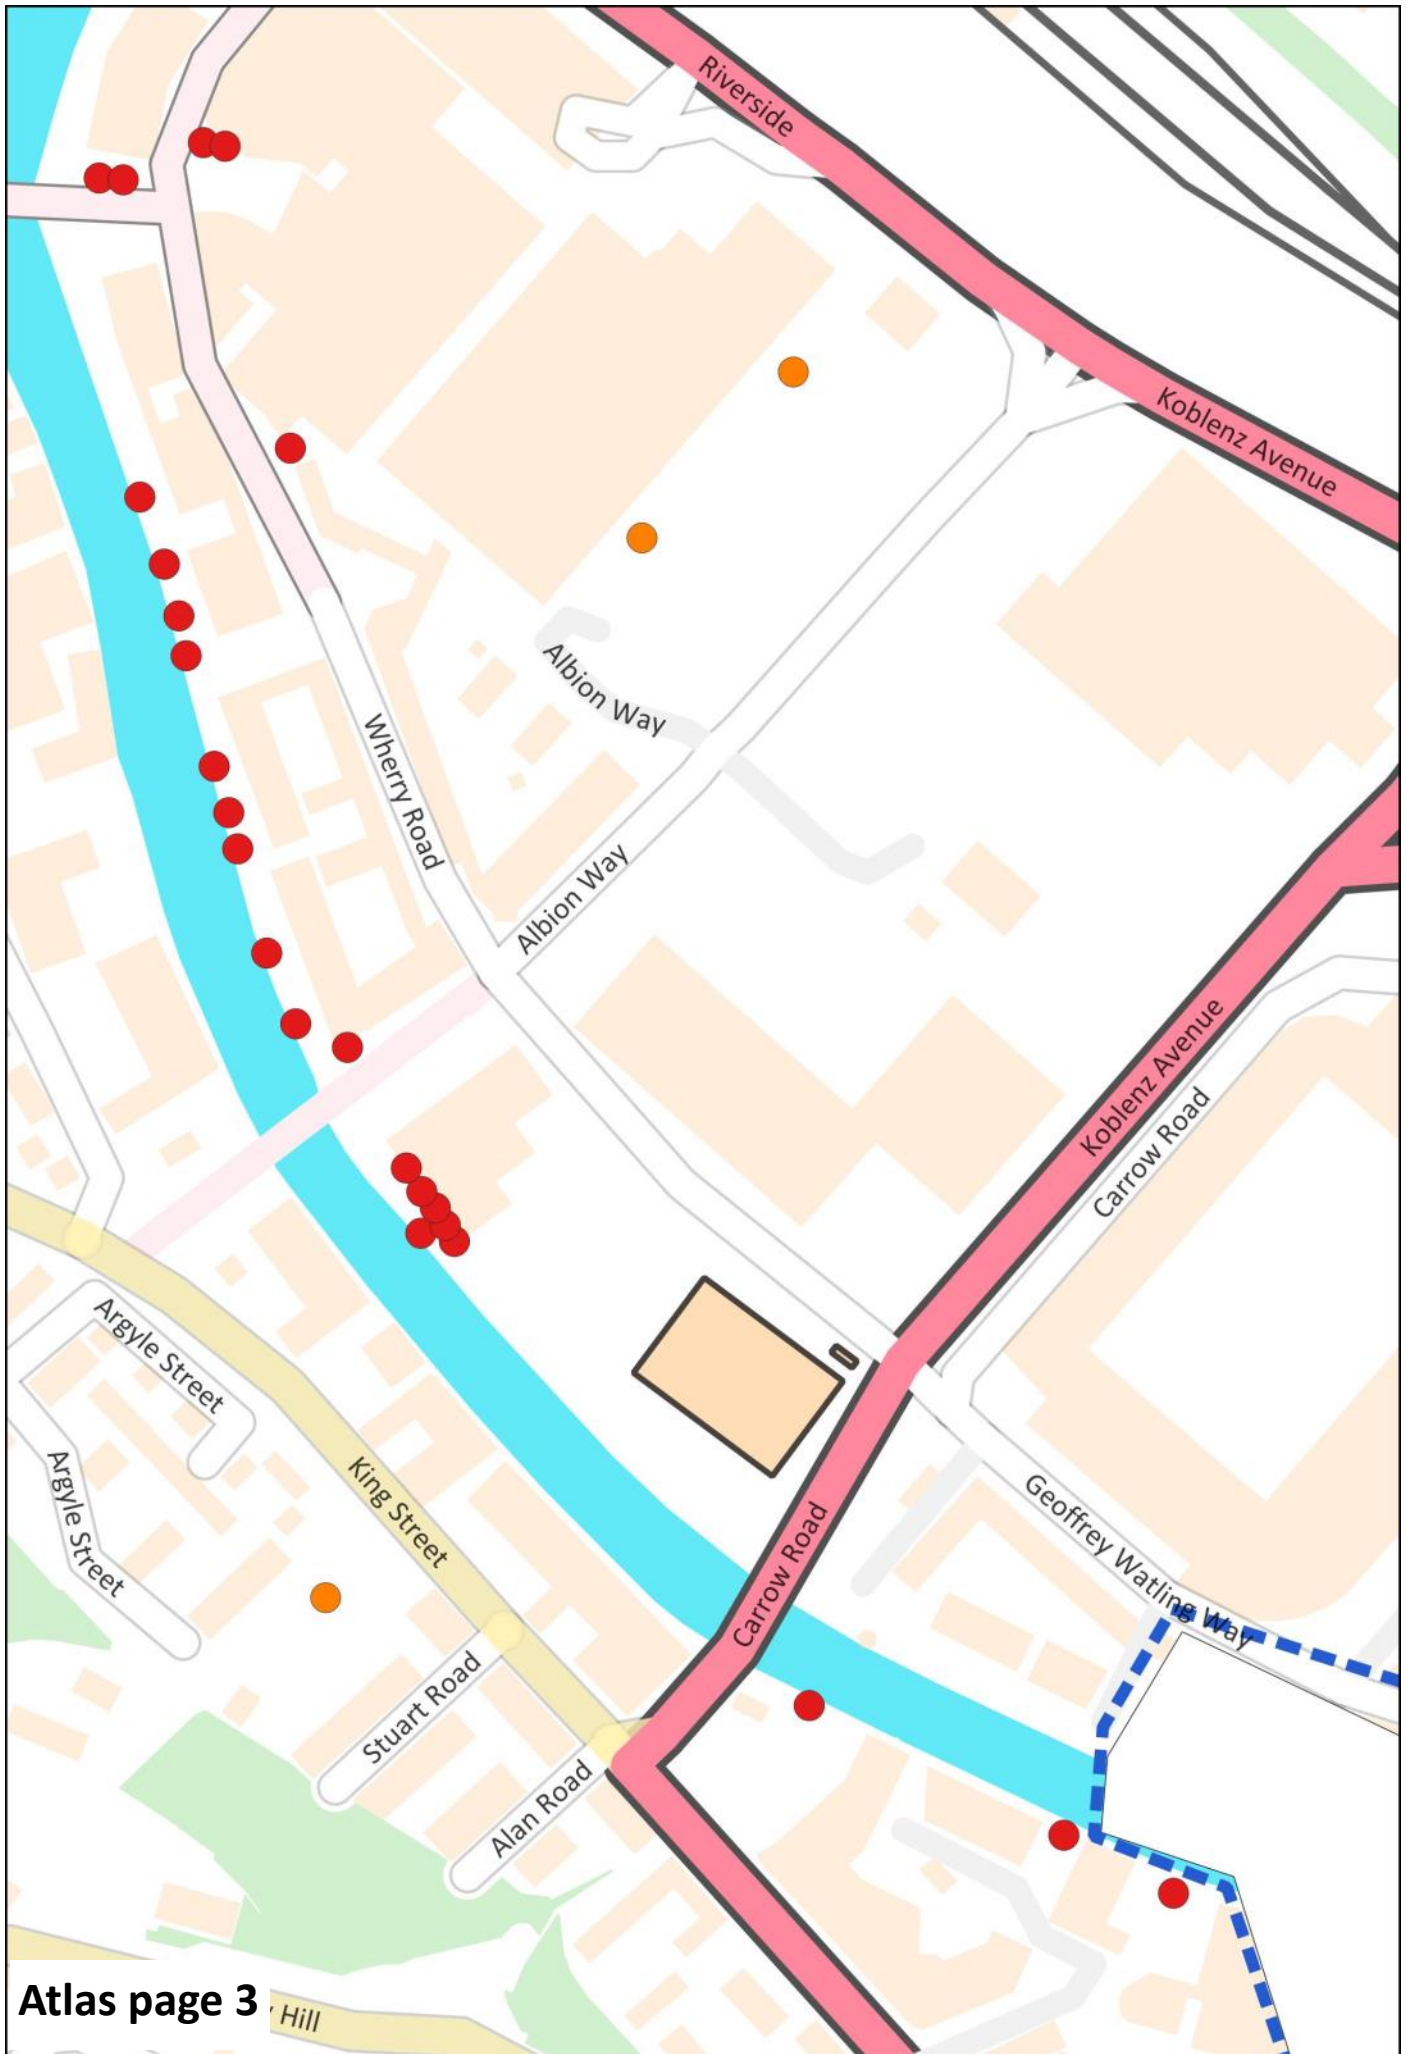 Riverside
Koblenz Avenue
Albion Way
Wherry Road
Albion Way
Koblenz Avenue
Carrow Road
Argyle Street
Argyle Street
King Street
Geoffrey Watling Way
Carrow Road
Stuart Road
Alan Road
Atlas page 3
Hill